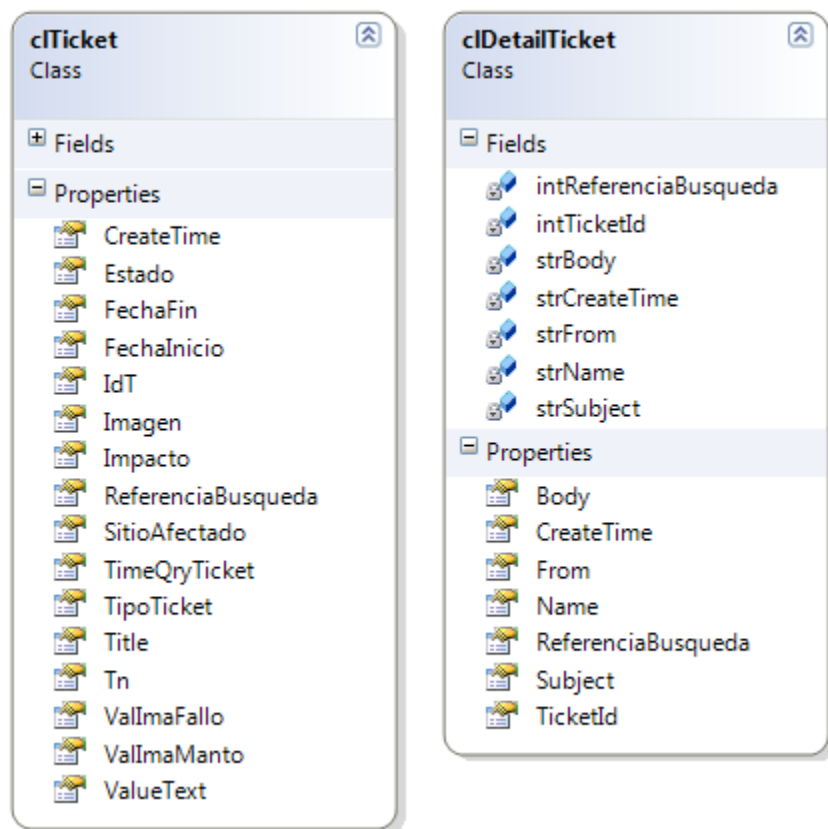 clTicket
Class
Fields
Properties
CreateTime
Estado
FechaFin
FechaInicio
IdT
Imagen
Impacto
ReferenciaBusqueda
SitioAfectado
TimeQryTicket
TipoTicket
Title
Tn
ValImaFallo
ValImaManto
ValueText
clDetailTicket
Class
Fields
intReferenciaBusqueda
intTicketId
strBody
strCreateTime
strFrom
strName
strSubject
Properties
Body
CreateTime
From
Name
ReferenciaBusqueda
Subject
TicketId